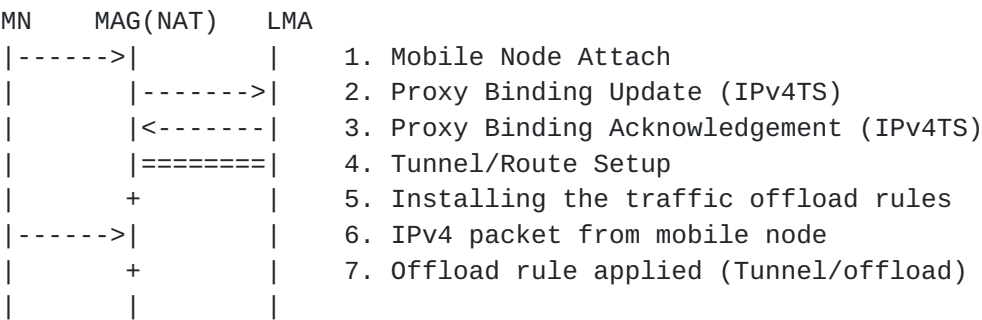 MN     MAG(NAT)   LMA
|------>|        |    1. Mobile Node Attach
|       |------->|    2. Proxy Binding Update (IPv4TS)
|       |<-------|    3. Proxy Binding Acknowledgement (IPv4TS)
|       |========|    4. Tunnel/Route Setup
|       +        |    5. Installing the traffic offload rules
|------>|        |    6. IPv4 packet from mobile node
|       +        |    7. Offload rule applied (Tunnel/offload)
|       |        |